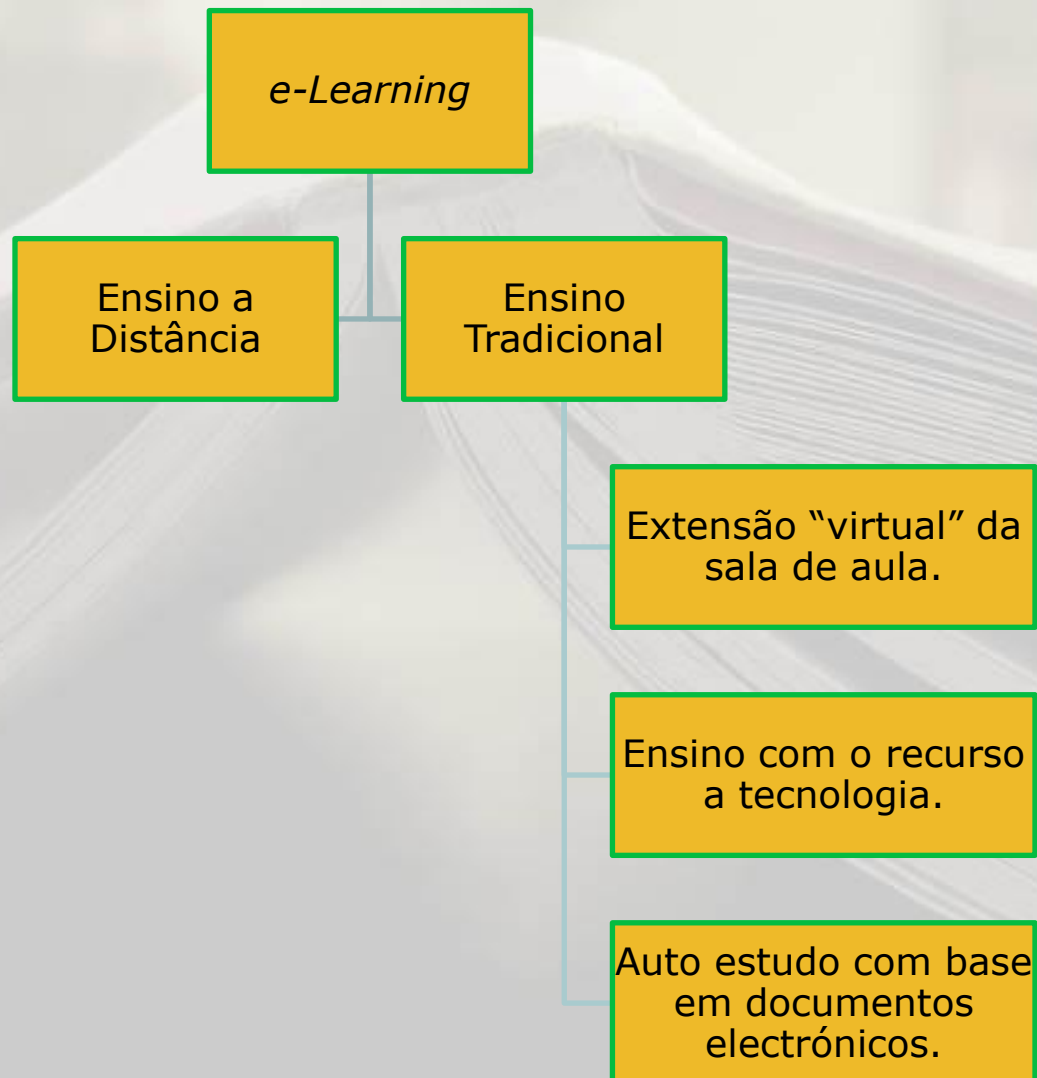 e-Learning
Ensino a
Distância
Ensino
Tradicional
Extensão “virtual” da
sala de aula.
Ensino com o recurso
a tecnologia.
Auto estudo com base
em documentos
electrónicos.